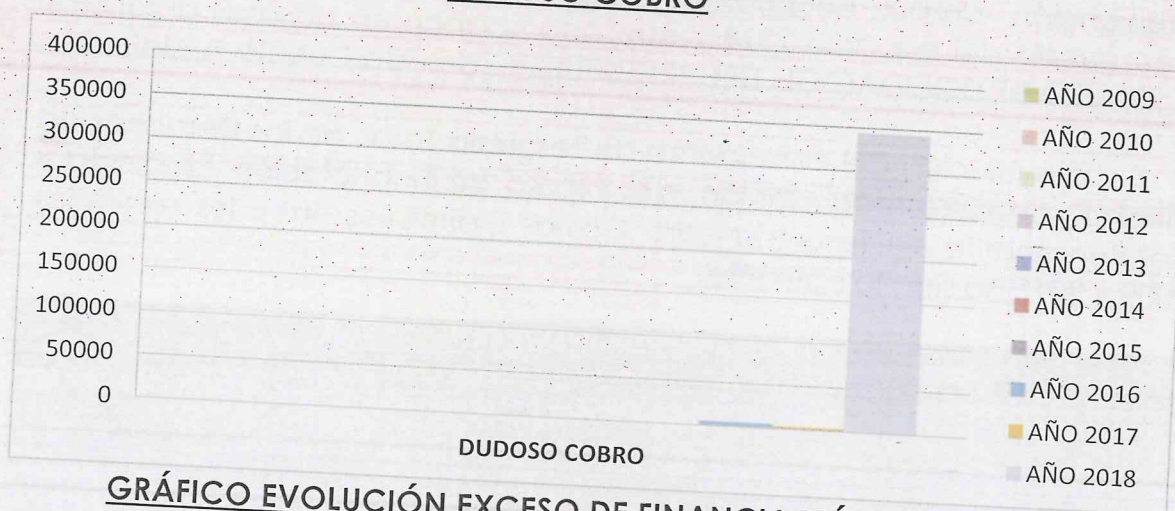 COBRO
400000
350000
300000
250000
200000
150000
100000
50000
0
DUDOSO COBRO
AÑO 2009
AÑO 2010
AÑO 2011
AÑO 2012
AÑO 2013
AÑO 2014
AÑO 2015
AÑO 2016
AÑO 2017
AÑO 2018
GRÁFICO EVOLUCIÓN EXCESO DE